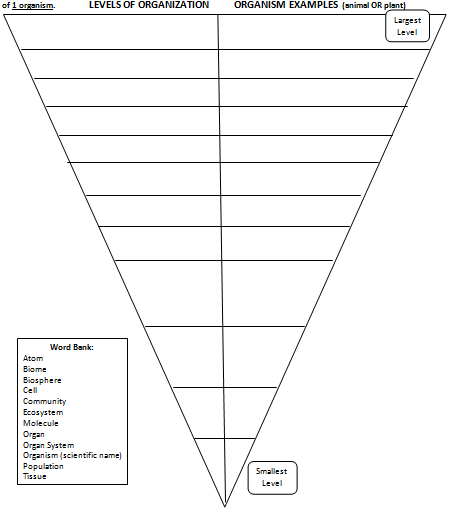 of 1 organism. LEVELS OF ORGANIZATION ORGANISM EXAMPLES (animal OR plant)
Largest
Level
Word Bank:
Atom
Biome
Biosphere
Cell
Community
Ecosystem
Molecule
Organ
Organ System
Organism (scientific name)
Population
Tissue
Smallest
Level